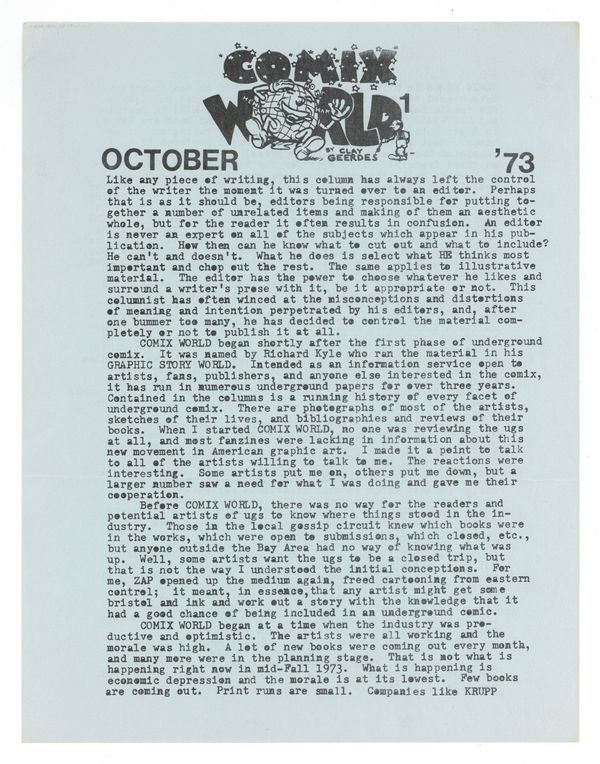 COMIX
WORLD 1
BY CLAY
GEERDES
OCTOBER '73
Like any piece of writing, this column has always left the control
of the writer the moment it was turned over to an editor. Perhaps
that is as it should be, editors being responsible for putting to-
gether a number of unrelated items and making of them an aesthetic
whole, but for the reader it often results in confusion. An editor
is never an expert on all of the subjects which appear in his pub-
lication. How then can he know what to cut out and what to include?
He can't and doesn't. What he does is select what HE thinks most
important and chop out the rest. The same applies to illustrative
material. The editor has the power to choose whatever he likes and
surround a writer's prose with it, be it appropriate or not. This
columnist has often winced at the misconceptions and distortions
of meaning and intention perpetrated by his editors, and, after
one bummer too many, he has decided to control the material com-
pletely or not to publish it at all.
COMIX WORLD began shortly after the first phase of underground
comix. It was named by Richard Kyle who ran the material in his
GRAPHIC STORY WORLD. Intended as an information service open to
artists, fans, publishers, and anyone else interested in the comix,
it has run in numerous underground papers for over three years.
Contained in the columns is a running history of every facet of
underground comix. There are photographs of most of the artists,
sketches of their lives, and bibliographies and reviews of their
books. When I started COMIX WORLD, no one was reviewing the ugs
at all, and most fanzines were lacking in information about this
new movement in American graphic art. I made it a point to talk
to all of the artists willing to talk to me. The reactions were
interesting. Some artists put me on, others put me down, but a
larger number saw a need for what I was doing and gave me their
cooperation.
Before COMIX WORLD, there was no way for the readers and
potential artists of ugs to know where things stood in the in-
dustry. Those in the local gossip circuit knew which books were
in the works, which were open to submissions, which closed, etc.,
but anyone outside the Bay Area had no way of knowing what was
up. Well, some artists want the ugs to be a closed trip, but
that is not the way I understood the initial conceptions. For
me, ZAP opened up the medium again, freed cartooning from eastern
control; it meant, in essence,that any artist might get some
bristol and ink and work out a story with the knowledge that it
had a good chance of being included in an underground comic.
COMIX WORLD began at a time when the industry was pro-
ductive and optimistic. The artists were all working and the
morale was high. A lot of new books were coming out every month,
and many more were in the planning stage. That is not what is
happening right now in mid-Fall 1973. What is happening is
economic depression and the morale is at its lowest. Few books
are coming out. Print runs are small. Companies like KRUPP